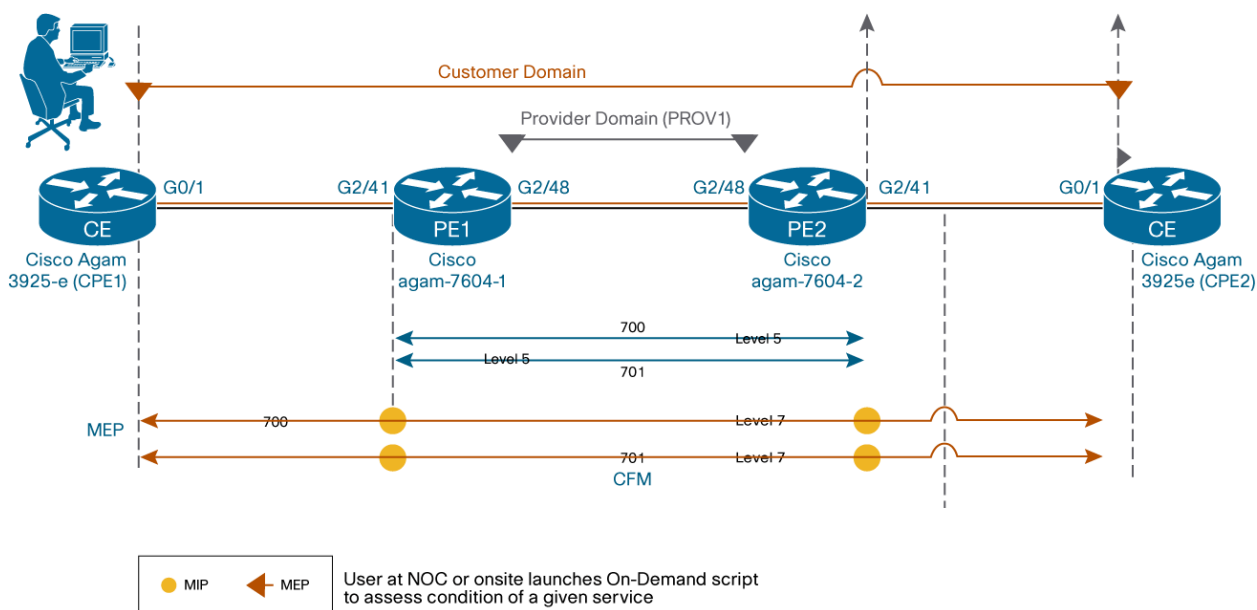 Customer Domain
Provider Domain (PROV1)
G0/1
G2/41
G2/48
G2/48
G2/41
G0/1
CE
PE1
PE2
CE
Cisco Agam
3925-e (CPE1)
Cisco
agam-7604-1
Cisco
agam-7604-2
Cisco Agam
3925e (CPE2)
700
Level 5
Level 5
701
MEP
700
Level 7
701
Level 7
CFM
MIP
MEP
User at NOC or onsite launches On-Demand script
to assess condition of a given service